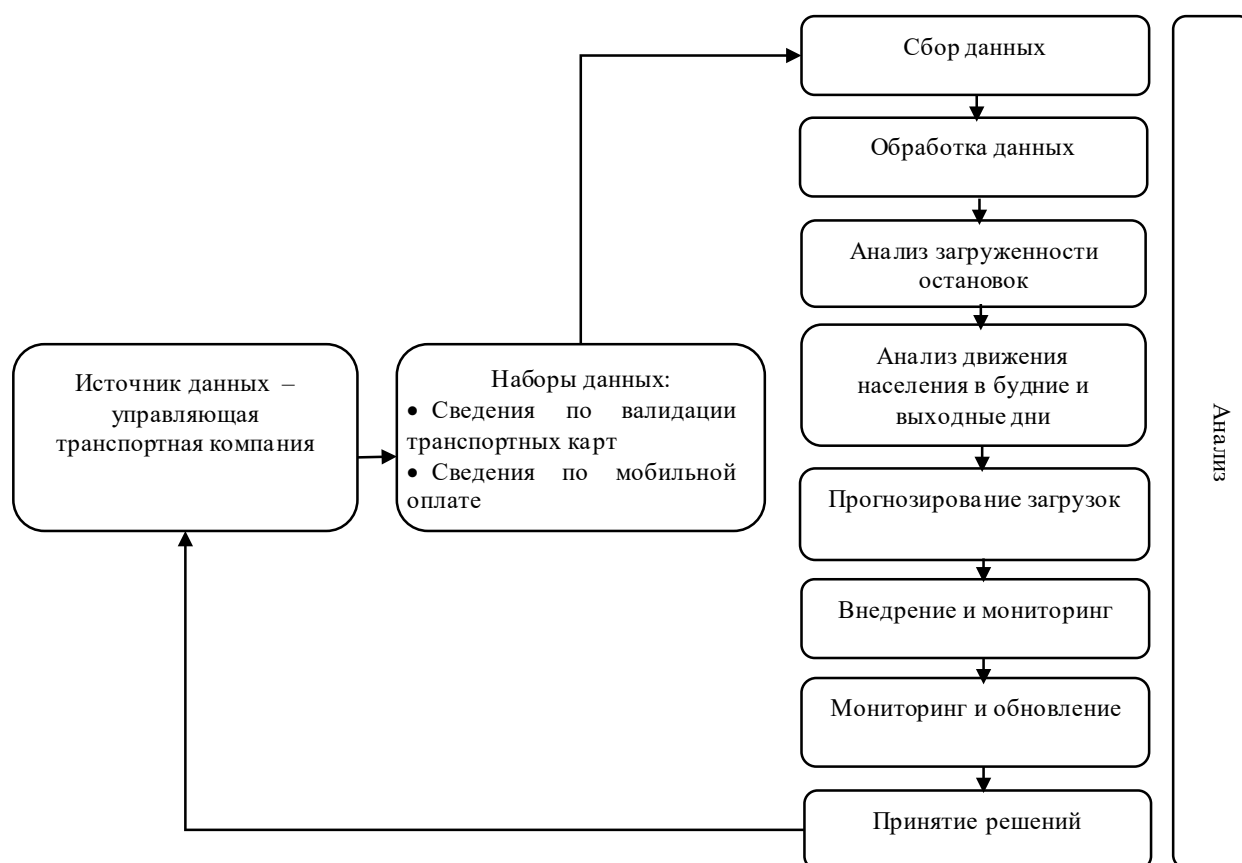 Сбор данных
Обработка данных
Анализ загруженности
остановок
Анализ движения
населения в будние и
выходные дни
Источник данных –
управляющая
транспортная компания
Наборы данных:
• Сведения по валидации
транспортных карт
• Сведения по мобильной
оплате
Прогнозирование загрузок
Внедрение и мониторинг
Мониторинг и обновление
Принятие решений
Анализ